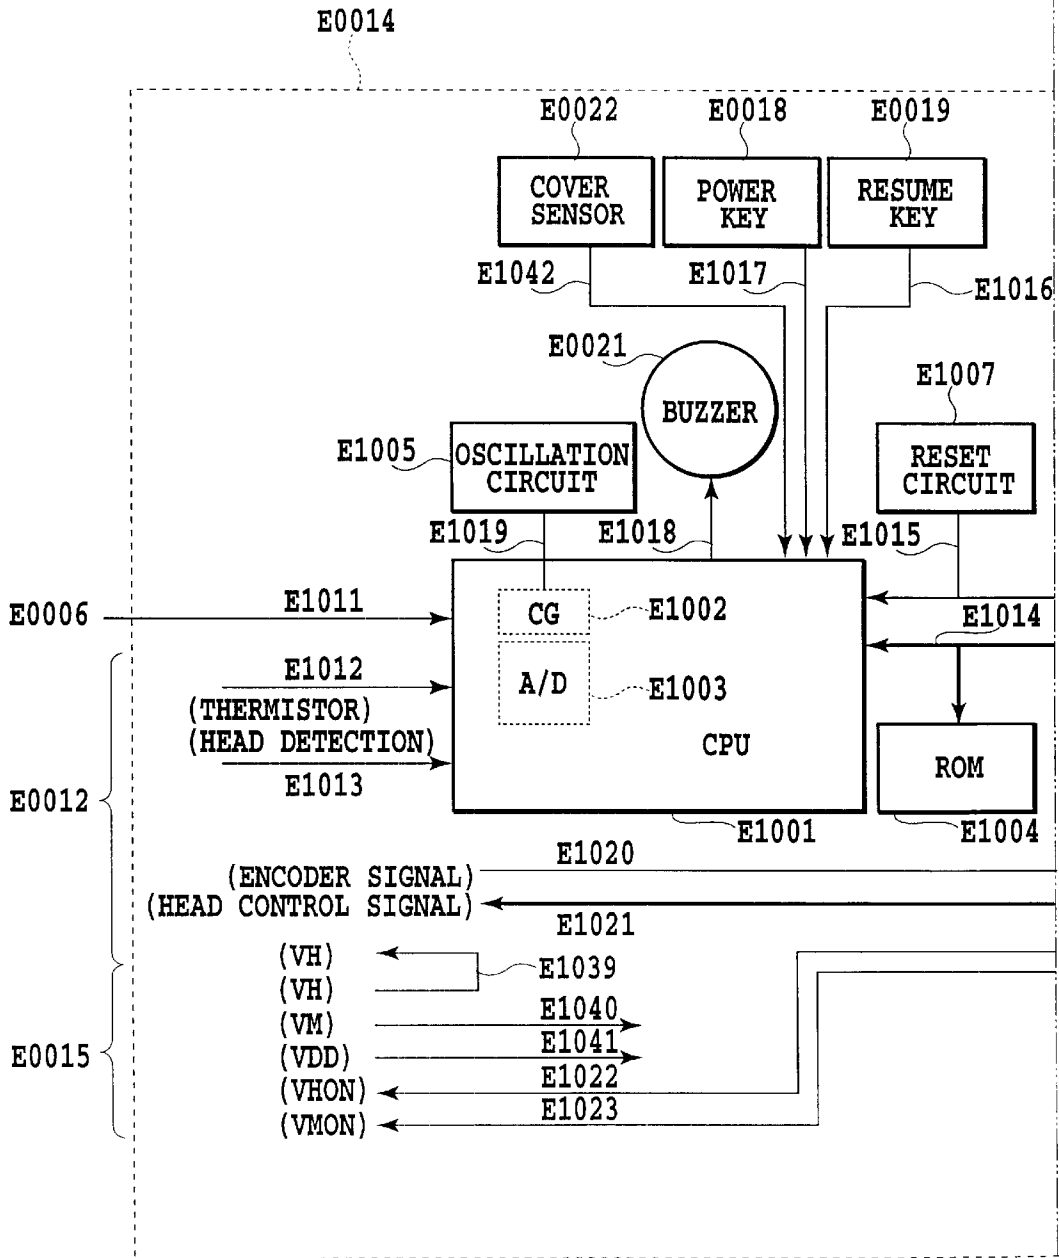 E0014
E0022
E0018
E0019
COVER
SENSOR
POWER
KEY
RESUME
KEY
E1042
E1017
E1016
E0021
E1007
BUZZER
E1005
OSCILLATION
CIRCUIT
RESET
CIRCUIT
E1019
E1018
E1015
E0006
E1011
CG
E1002
E1014
E1012
A/D
E1003
(THERMISTOR)
(HEAD DETECTION)
CPU
ROM
E1013
E0012
E1001
E1004
E1020
(ENCODER SIGNAL)
(HEAD CONTROL SIGNAL)
E1021
(VH)
E1039
(VH)
E1040
(VM)
E1041
E0015
(VDD)
E1022
(VHON)
E1023
(VMON)